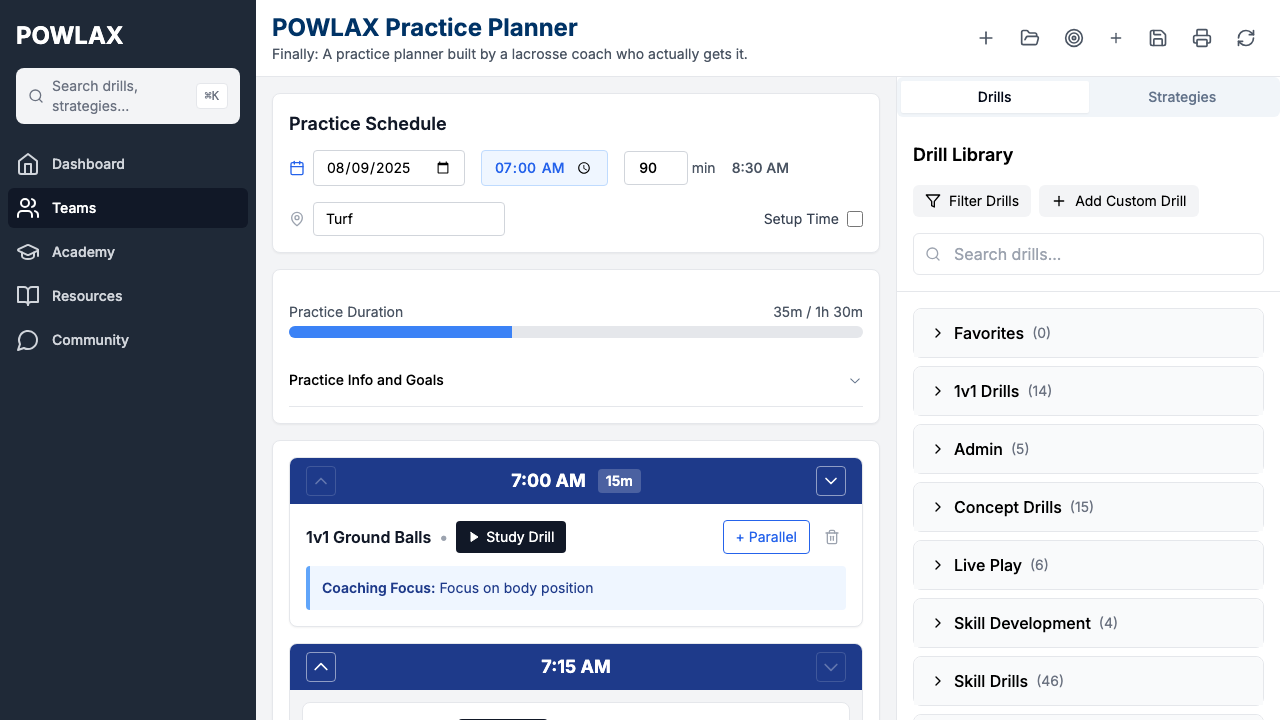 POWLAX
Search drills,
strategies...
⌘K
Dashboard
Teams
Academy
Resources
Community
POWLAX Practice Planner
Finally: A practice planner built by a lacrosse coach who actually gets it.
Practice Schedule
08/09/2025
07:00 AM
90
min
8:30 AM
Turf
Setup Time
Practice Duration
35m / 1h 30m
Practice Info and Goals
7:00 AM
15m
1v1 Ground Balls
Study Drill
+ Parallel
Coaching Focus: Focus on body position
7:15 AM
Drills
Strategies
Drill Library
Filter Drills
Add Custom Drill
Search drills...
Favorites (0)
1v1 Drills (14)
Admin (5)
Concept Drills (15)
Live Play (6)
Skill Development (4)
Skill Drills (46)